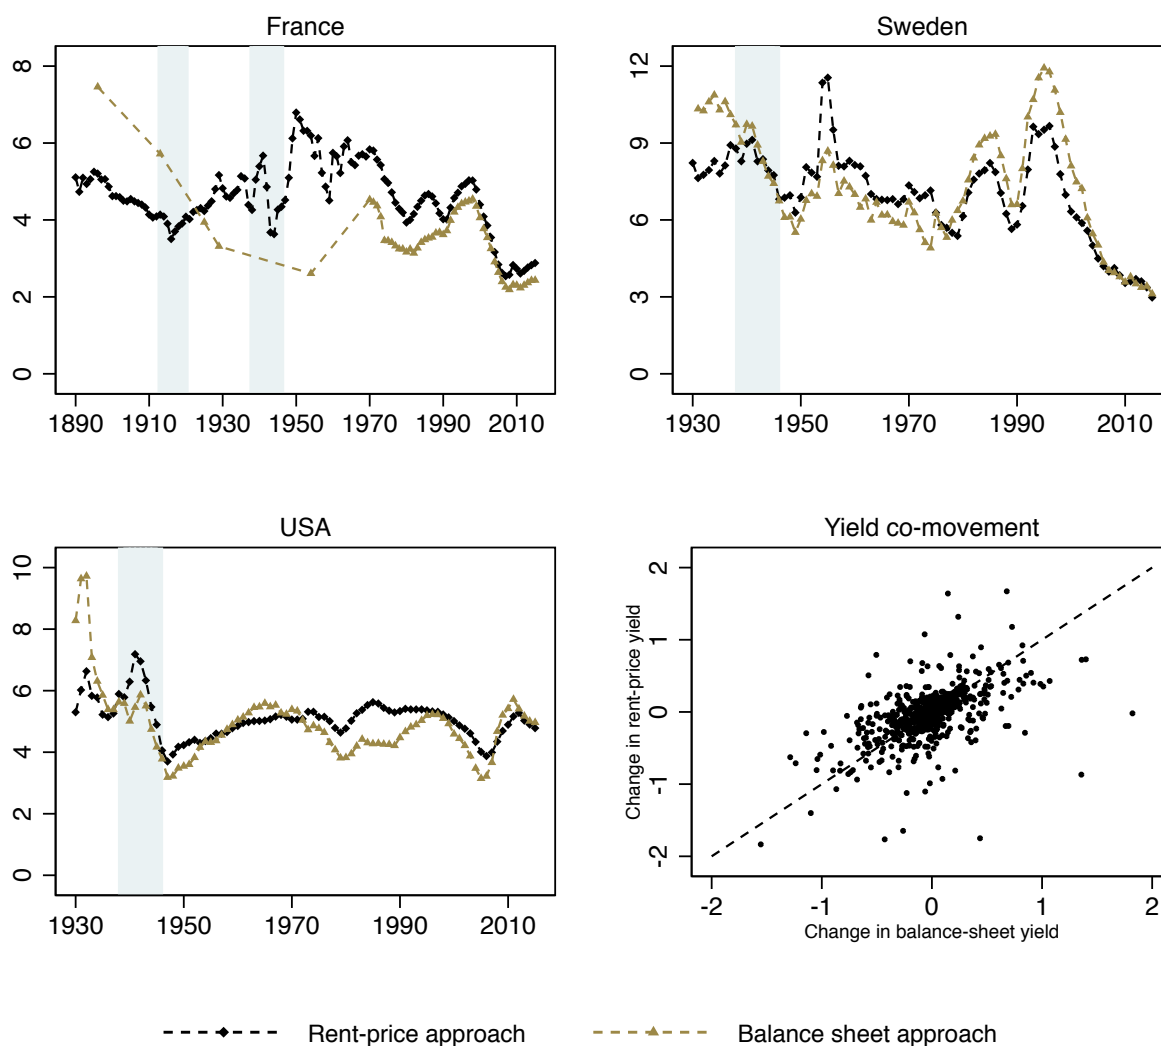 France
8
6
4
2
0
1890 1910 1930 1950 1970 1990 2010
Sweden
12
9
6
3
0
1930 1950 1970 1990 2010
USA
10
8
6
4
2
0
1930 1950 1970 1990 2010
Yield co-movement
Change in rent-price yield
2
1
0
-1
-2
-2 -1 0 1 2
Change in balance-sheet yield
Rent-price approach Balance sheet approach